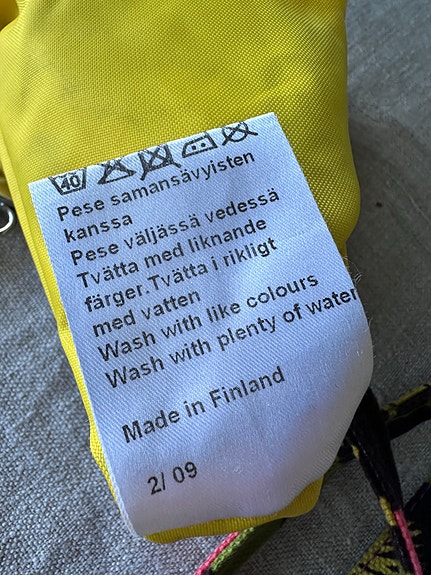 40
Pese samansävyisten
kanssa
Pese väljässä vedessä
Tvätta med liknande
färger.Tvätta i rikligt
med vatten
Wash with like colours
Wash with plenty of water
Made in Finland
2/ 09